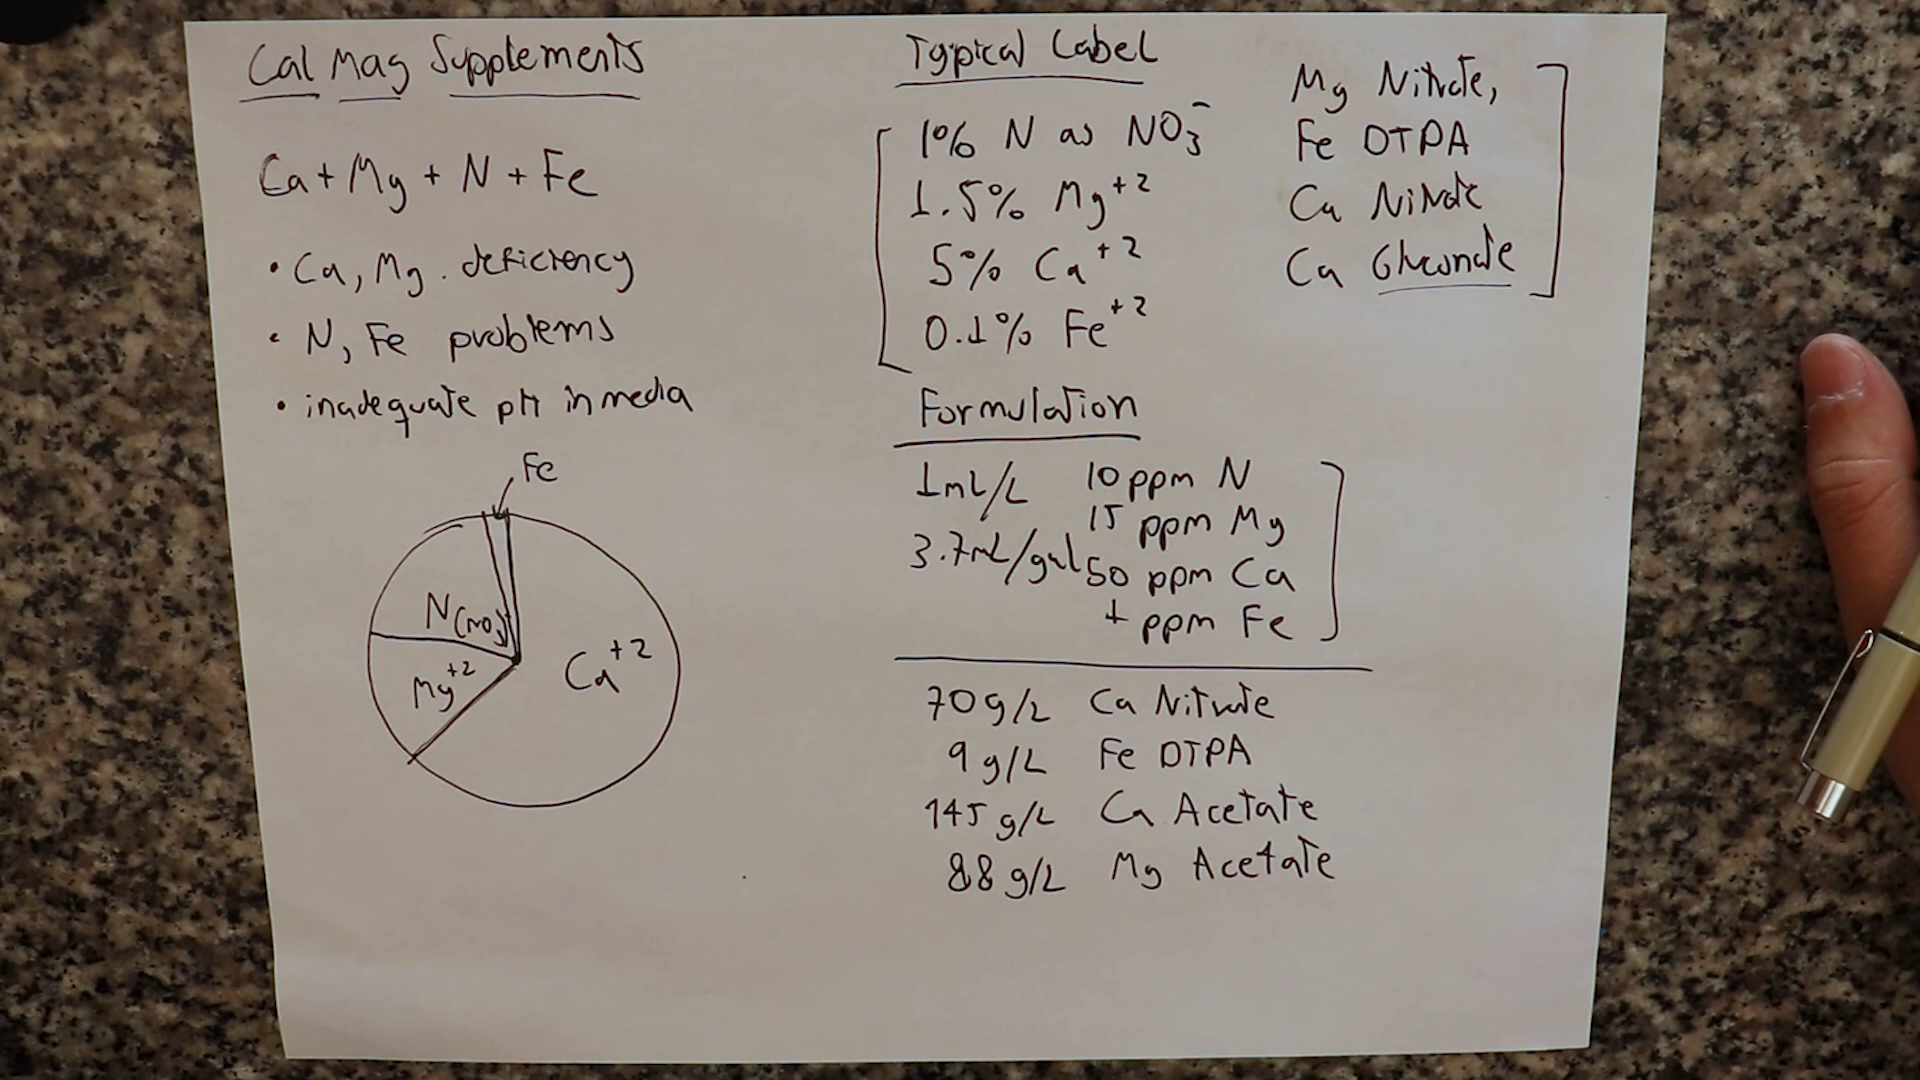 Cal Mag Supplements
Ca + Mg + N + Fe
• Ca, Mg. deficiency
• N, Fe problems
• inadequate pH in media
Fe
N(NO3)
Mg+2
Ca+2
Typical Label
1% N as NO3-
1.5% Mg+2
5% Ca+2
0.1% Fe+2
Mg Nitrate,
Fe DTPA
Ca Nitrate
Ca Gluconate
Formulation
1mL/L 10 ppm N
15 ppm Mg
3.7mL/gal 50 ppm Ca
1 ppm Fe
70 g/L Ca Nitrate
9 g/L Fe DTPA
145 g/L Ca Acetate
88 g/L Mg Acetate